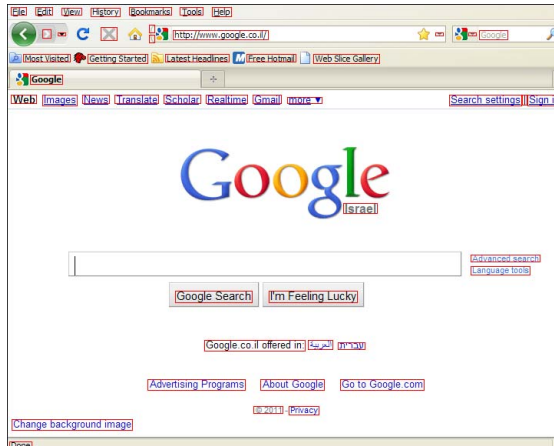 File Edit View History Bookmarks Tools Help
http://www.google.co.il/ Google
Most Visited Getting Started Latest Headlines Free Hotmail Web Slice Gallery
Google
Web Images News Translate Scholar Realtime Gmail more ▼ Search settings | Sign
Google
Israel
Advanced search
Language tools
Google Search I'm Feeling Lucky
Google.co.il offered in: العربية עברית
Advertising Programs About Google Go to Google.com
© 2011 - Privacy
Change background image
Done